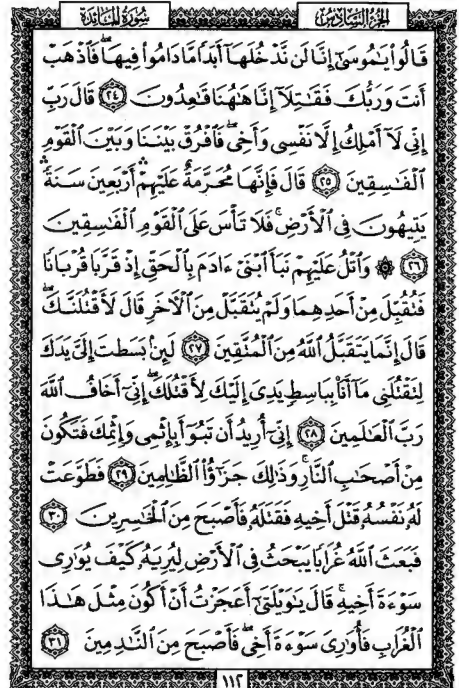 الجزء السادس سورة المائدة
قَالُوا۟ يَـٰمُوسَىٰٓ إِنَّا لَن نَّدْخُلَهَآ أَبَدًا مَّا دَامُوا۟ فِيهَا ۖ فَٱذْهَبْ
أَنتَ وَرَبُّكَ فَقَـٰتِلَآ إِنَّا هَـٰهُنَا قَـٰعِدُونَ ٢٤ قَالَ رَبِّ
إِنِّى لَآ أَمْلِكُ إِلَّا نَفْسِى وَأَخِى ۖ فَٱفْرُقْ بَيْنَنَا وَبَيْنَ ٱلْقَوْمِ
ٱلْفَـٰسِقِينَ ٢٥ قَالَ فَإِنَّهَا مُحَرَّمَةٌ عَلَيْهِمْ ۛ أَرْبَعِينَ سَنَةً ۛ
يَتِيهُونَ فِى ٱلْأَرْضِ ۚ فَلَا تَأْسَ عَلَى ٱلْقَوْمِ ٱلْفَـٰسِقِينَ
٢٦ ۞ وَٱتْلُ عَلَيْهِمْ نَبَأَ ٱبْنَىْ ءَادَمَ بِٱلْحَقِّ إِذْ قَرَّبَا قُرْبَانًا
فَتُقُبِّلَ مِنْ أَحَدِهِمَا وَلَمْ يُتَقَبَّلْ مِنَ ٱلْـَٔاخَرِ قَالَ لَأَقْتُلَنَّكَ ۖ
قَالَ إِنَّمَا يَتَقَبَّلُ ٱللَّهُ مِنَ ٱلْمُتَّقِينَ ٢٧ لَئِنۢ بَسَطتَ إِلَىَّ يَدَكَ
لِتَقْتُلَنِى مَآ أَنَا۠ بِبَاسِطٍ يَدِىَ إِلَيْكَ لِأَقْتُلَكَ ۖ إِنِّىٓ أَخَافُ ٱللَّهَ
رَبَّ ٱلْعَـٰلَمِينَ ٢٨ إِنِّىٓ أُرِيدُ أَن تَبُوٓأَ بِإِثْمِى وَإِثْمِكَ فَتَكُونَ
مِنْ أَصْحَـٰبِ ٱلنَّارِ ۚ وَذَٰلِكَ جَزَٰٓؤُا۟ ٱلظَّـٰلِمِينَ ٢٩ فَطَوَّعَتْ
لَهُۥ نَفْسُهُۥ قَتْلَ أَخِيهِ فَقَتَلَهُۥ فَأَصْبَحَ مِنَ ٱلْخَـٰسِرِينَ ٣٠
فَبَعَثَ ٱللَّهُ غُرَابًا يَبْحَثُ فِى ٱلْأَرْضِ لِيُرِيَهُۥ كَيْفَ يُوَٰرِى
سَوْءَةَ أَخِيهِ ۚ قَالَ يَـٰوَيْلَتَىٰٓ أَعَجَزْتُ أَنْ أَكُونَ مِثْلَ هَـٰذَا
ٱلْغُرَابِ فَأُوَٰرِىَ سَوْءَةَ أَخِى ۖ فَأَصْبَحَ مِنَ ٱلنَّـٰدِمِينَ ٣١
١١٢